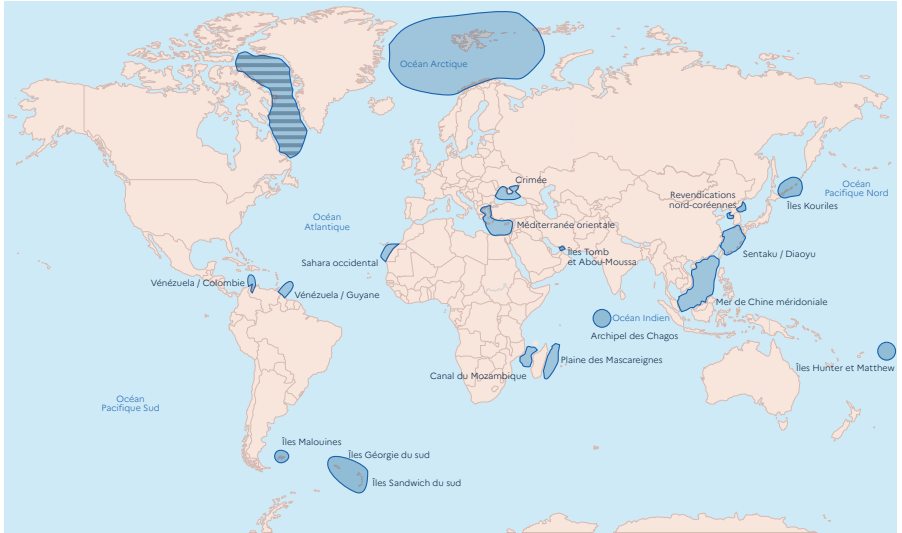 Océan Arctique
Crimée
Revendications
nord-coréennes
Océan
Pacifique Nord
Îles Kouriles
Océan
Atlantique
Méditerranée orientale
Sentaku / Diaoyu
Sahara occidental
Îles Tomb
et Abou-Moussa
Vénézuela / Colombie
Vénézuela / Guyane
Mer de Chine méridoniale
Océan Indien
Archipel des Chagos
Plaine des Mascareignes
Îles Hunter et Matthew
Canal du Mozambique
Océan
Pacifique Sud
Îles Malouines
Îles Géorgie du sud
Îles Sandwich du sud